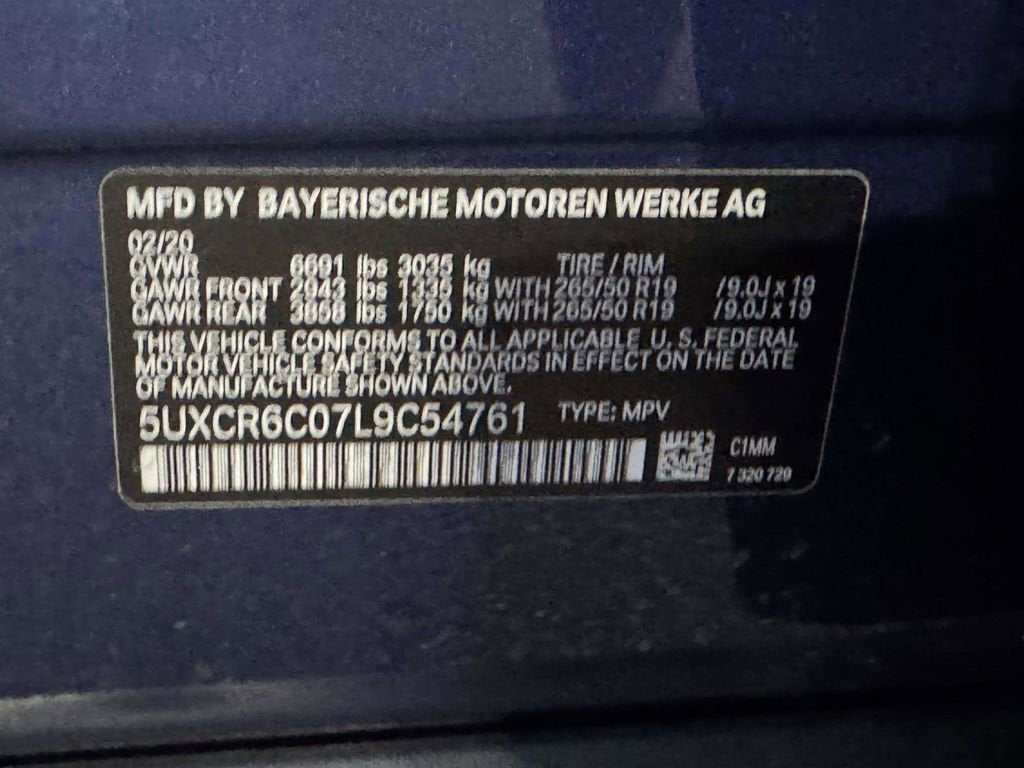 MFD BY BAYERISCHE MOTOREN WERKE AG
02/20
GVWR 6691 lbs 3035 kg TIRE / RIM
GAWR FRONT 2943 lbs 1335 kg WITH 265/50 R19 /9.0J x 19
GAWR REAR 3858 lbs 1750 kg WITH 265/50 R19 /9.0J x 19
THIS VEHICLE CONFORMS TO ALL APPLICABLE U. S. FEDERAL
MOTOR VEHICLE SAFETY STANDARDS IN EFFECT ON THE DATE
OF MANUFACTURE SHOWN ABOVE.
5UXCR6C07L9C54761 TYPE: MPV
C1MM
7 320 720